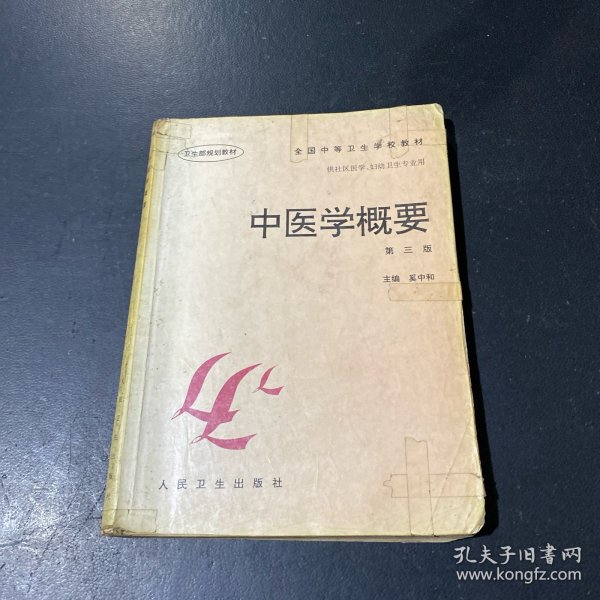 卫生部规划教材
全国中等卫生学校教材
供社区医学、妇幼卫生专业用
中医学概要
第三版
主编 奚中和
人民卫生出版社
孔夫子旧书网
www.kongfz.com